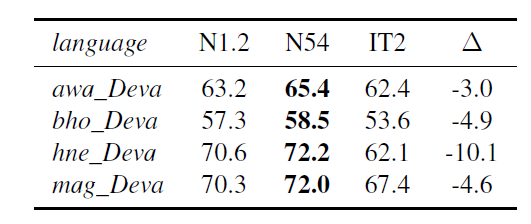 language N1.2 N54 IT2 Δ
awa_Deva 63.2 65.4 62.4 -3.0
bho_Deva 57.3 58.5 53.6 -4.9
hne_Deva 70.6 72.2 62.1 -10.1
mag_Deva 70.3 72.0 67.4 -4.6